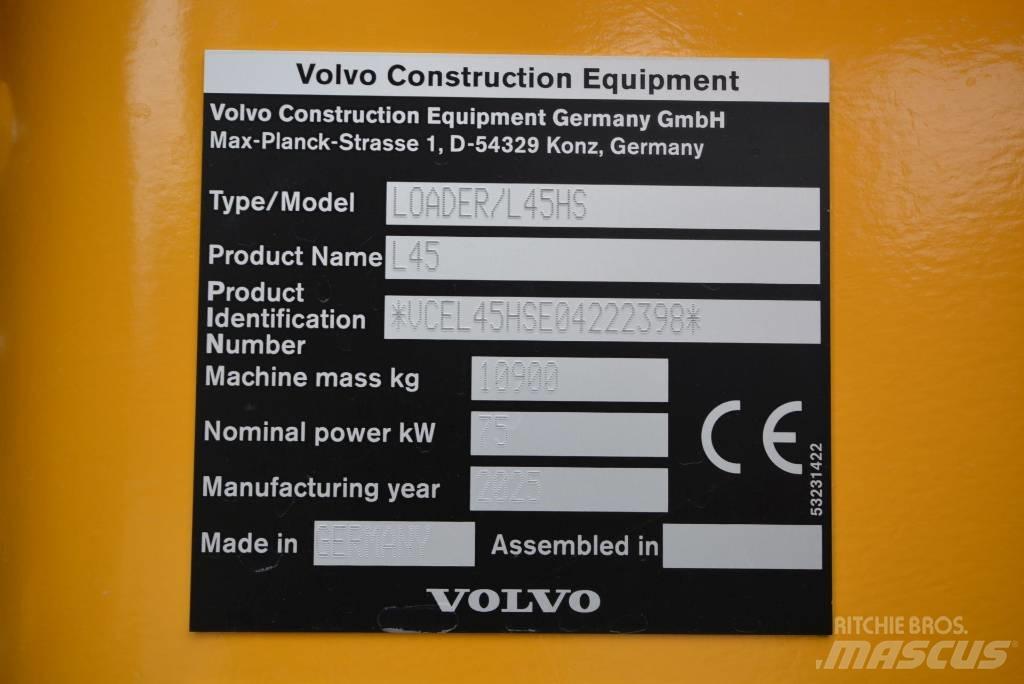 Volvo Construction Equipment
Volvo Construction Equipment Germany GmbH
Max-Planck-Strasse 1, D-54329 Konz, Germany
Type/Model LOADER/L45HS
Product Name L45
Product
Identification
Number
*VCEL45HSE04222398*
Machine mass kg 10900
Nominal power kW 75
Manufacturing year 2025
CE
53231422
Made in GERMANY Assembled in
VOLVO
RITCHIE BROS.
MASCUS